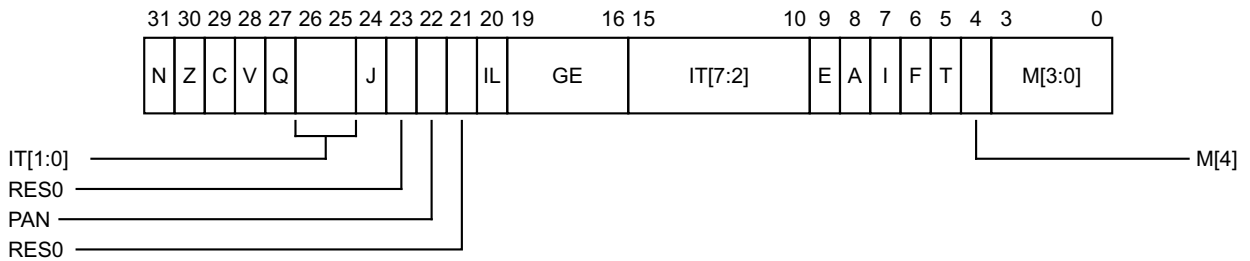 31 30 29 28 27 26 25 24 23 22 21 20 19 16 15 10 9 8 7 6 5 4 3 0
N Z C V Q J IL GE IT[7:2] E A I F T M[3:0]
IT[1:0] M[4]
RES0
PAN
RES0